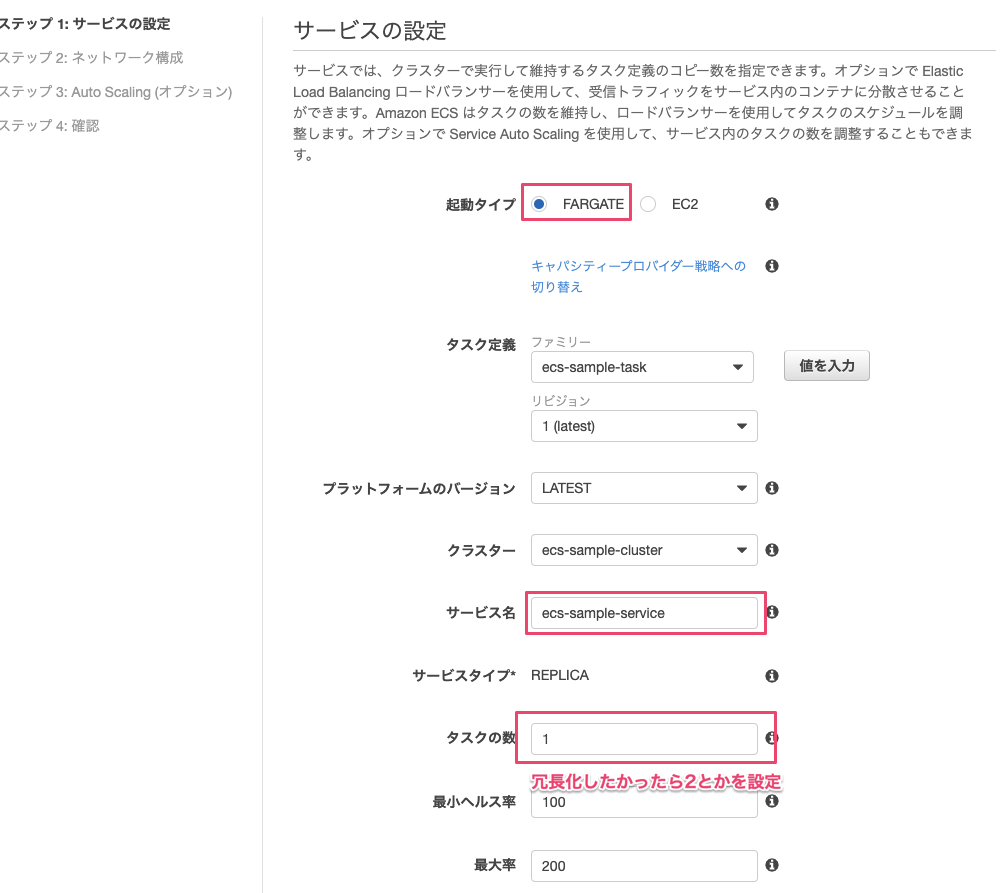 ステップ 1: サービスの設定
ステップ 2: ネットワーク構成
ステップ 3: Auto Scaling (オプション)
ステップ 4: 確認
サービスの設定
サービスでは、クラスターで実行して維持するタスク定義のコピー数を指定できます。オプションで Elastic
Load Balancing ロードバランサーを使用して、受信トラフィックをサービス内のコンテナに分散させること
ができます。Amazon ECS はタスクの数を維持し、ロードバランサーを使用してタスクのスケジュールを調
整します。オプションで Service Auto Scaling を使用して、サービス内のタスクの数を調整することもできま
す。
起動タイプ FARGATE EC2
キャパシティープロバイダー戦略への
切り替え
タスク定義 ファミリー
ecs-sample-task 値を入力
リビジョン
1 (latest)
プラットフォームのバージョン LATEST
クラスター ecs-sample-cluster
サービス名 ecs-sample-service
サービスタイプ* REPLICA
タスクの数 1
冗長化したかったら2とかを設定
最小ヘルス率 100
最大率 200